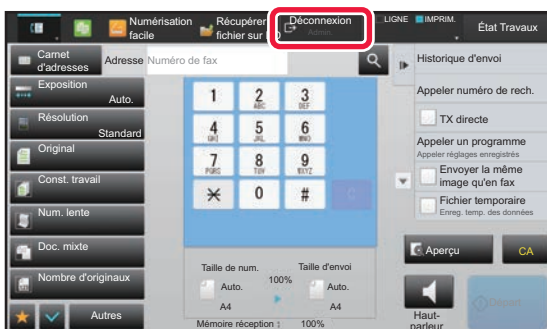 Numérisation facile
Récupérer fichier sur
Déconnexion
Admin.
LIGNE
IMPRIM.
État Travaux
Carnet d'adresses
Adresse
Numéro de fax
Historique d'envoi
Exposition
Auto.
Appeler numéro de rech.
Résolution
Standard
TX directe
Original
Appeler un programme
Appeler réglages enregistrés
Const. travail
Envoyer la même image qu'en fax
Num. lente
Fichier temporaire
Enreg. temp. des données
Doc. mixte
Nombre d'originaux
Autres
1
2 ABC
3 DEF
4 GHI
5 JKL
6 MNO
7 PQRS
8 TUV
9 WXYZ
0
#
Taille de num.
100%
Taille d'envoi
Auto.
A4
Auto.
A4
Mémoire réception : 100%
Aperçu
CA
Haut-parleur
Départ